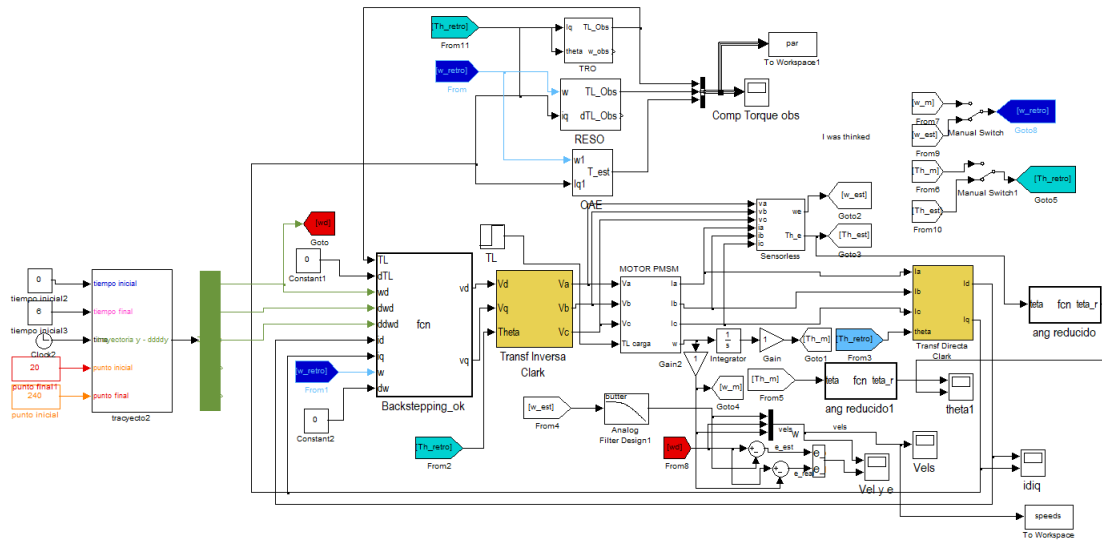 [Th_retro]
From11
Iq
TL_Obs
theta
w_obs
TRO
[w_retro]
From
w
TL_Obs
iq
dTL_Obs
RESO
w1
T_est
Iq1
OAE
par
To Workspace1
Comp Torque obs
I was thinked
[w_m]
From7
[w_est]
From9
Manual Switch
[w_retro]
Goto8
[Th_m]
From6
[Th_est]
From10
Manual Switch1
[Th_retro]
Goto5
0
tiempo inicial2
6
tiempo inicial3
Clock2
20
punto final1
240
punto inicial
tiempo inicial
tiempo final
trayectoria y - ddddy
punto inicial
punto final
tracyecto2
Goto
0
Constant1
TL
dTL
wd
dwd
ddwd
id
iq
w
dw
fcn
vd
vq
Backstepping_ok
[w_retro]
From1
0
Constant2
[Th_retro]
From2
TL
Vd
Vq
Theta
Va
Vb
Vc
Transf Inversa
Clark
MOTOR PMSM
Va
Vb
Vc
TL carga
Ia
Ib
Ic
w
va
vb
vc
ia
ib
ic
we
Th_e
Sensorless
[w_est]
Goto2
[Th_est]
Goto3
1
s
Integrator
1
Gain
[Th_m]
Goto1
[Th_retro]
From3
Ia
Ib
Ic
theta
Id
Iq
Transf Directa
Clark
teta
fcn
teta_r
ang reducido
1
Gain2
[w_m]
Goto4
[Th_m]
From5
teta
fcn
teta_r
ang reducido1
theta1
[w_est]
From4
butter
Analog
Filter Design1
From8
vels
W
vels
e_est
e_rea
e_
e_
Vel y e
Vels
idiq
speeds
To Workspace